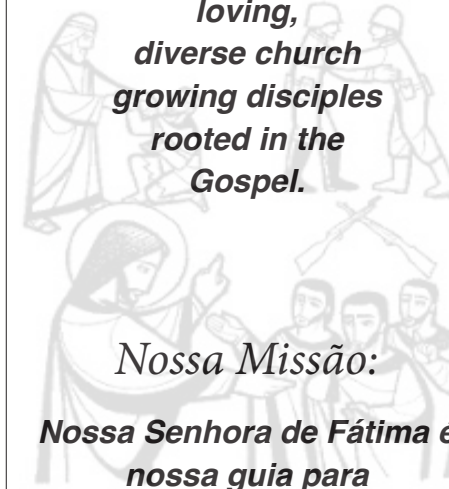 loving,
diverse church
growing disciples
rooted in the
Gospel.
Nossa Missão:
Nossa Senhora de Fátima é
nossa guia para